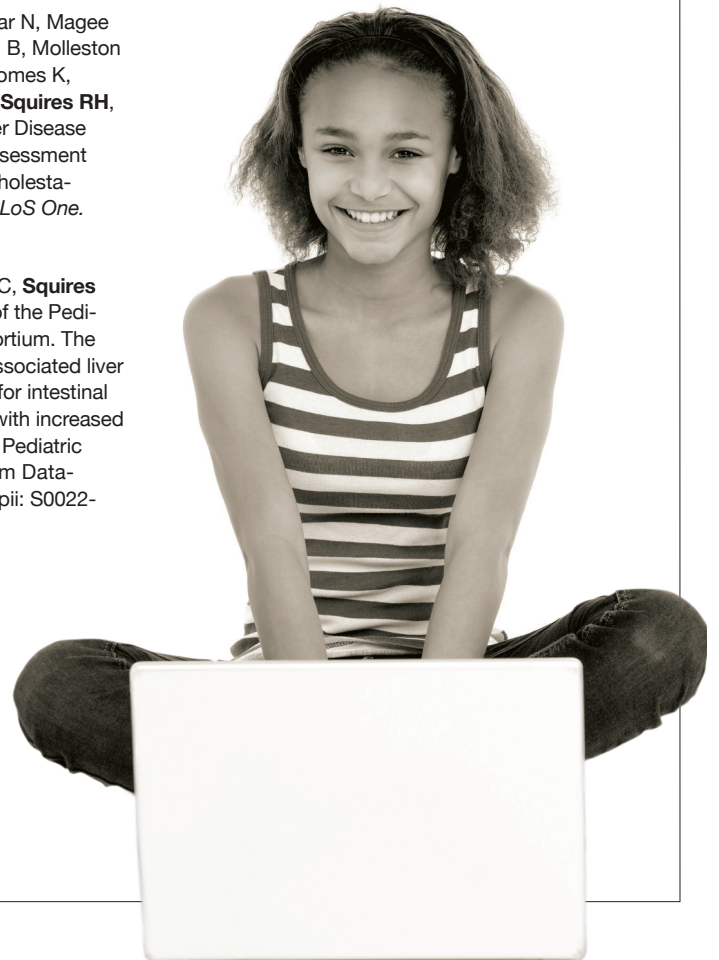 ar N, Magee
B, Molleston
omes K,
Squires RH,
er Disease
ssessment
holesta-
LoS One.
C, Squires
of the Pedi-
ortium. The
ssociated liver
for intestinal
with increased
Pediatric
m Data-
pii: S0022-